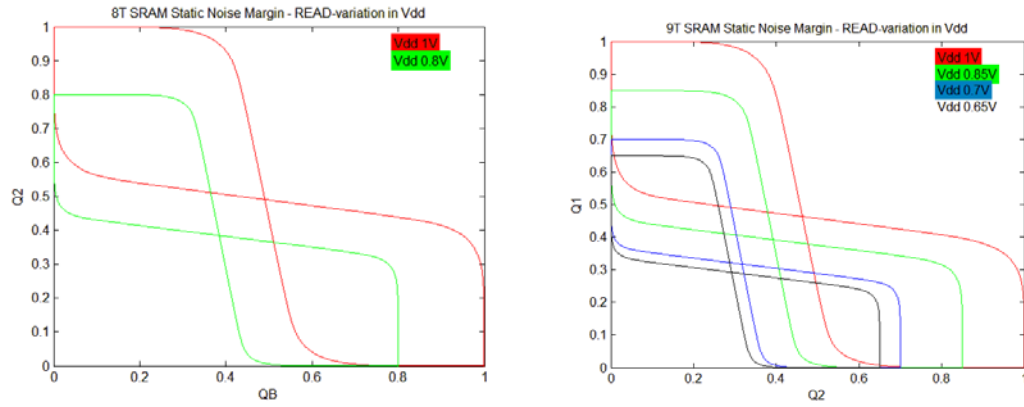 8T SRAM Static Noise Margin - READ-variation in Vdd
Vdd 1V
Vdd 0.8V
1
0.9
0.8
0.7
0.6
0.5
0.4
0.3
0.2
0.1
0
Q2
0 0.2 0.4 0.6 0.8 1
QB
9T SRAM Static Noise Margin - READ-variation in Vdd
Vdd 1V
Vdd 0.85V
Vdd 0.7V
Vdd 0.65V
1
0.9
0.8
0.7
0.6
0.5
0.4
0.3
0.2
0.1
0
Q1
0 0.2 0.4 0.6 0.8 1
Q2